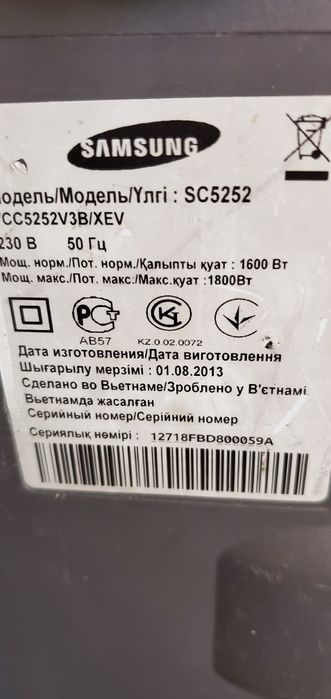 SAMSUNG
одель/Модель/Үлгі : SC5252
CC5252V3B/XEV
230 В 50 Гц
Мощ. норм./Пот. норм./Қалыпты қуат : 1600 Вт
Мощ. макс./Пот. макс./Макс.қуат :1800Вт
АВ57 KZ.0.02.0072
Дата изготовления/Дата виготовлення
Шығарылу мерзімі : 01.08.2013
Сделано во Вьетнаме/Зроблено у В'єтнамі
Вьетнамда жасалған
Серийный номер/Серійний номер
Сериялық нөмірі : 12718FBD800059A